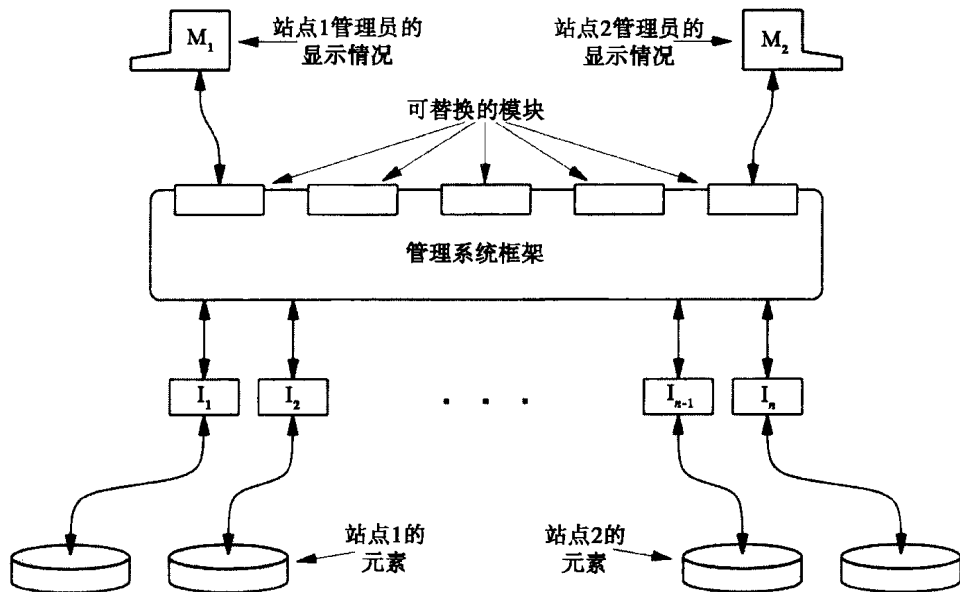 M₁
站点1管理员的
显示情况
站点2管理员的
显示情况
M₂
可替换的模块
管理系统框架
I₁
I₂
. . .
Iₙ₋₁
Iₙ
站点1的
元素
站点2的
元素